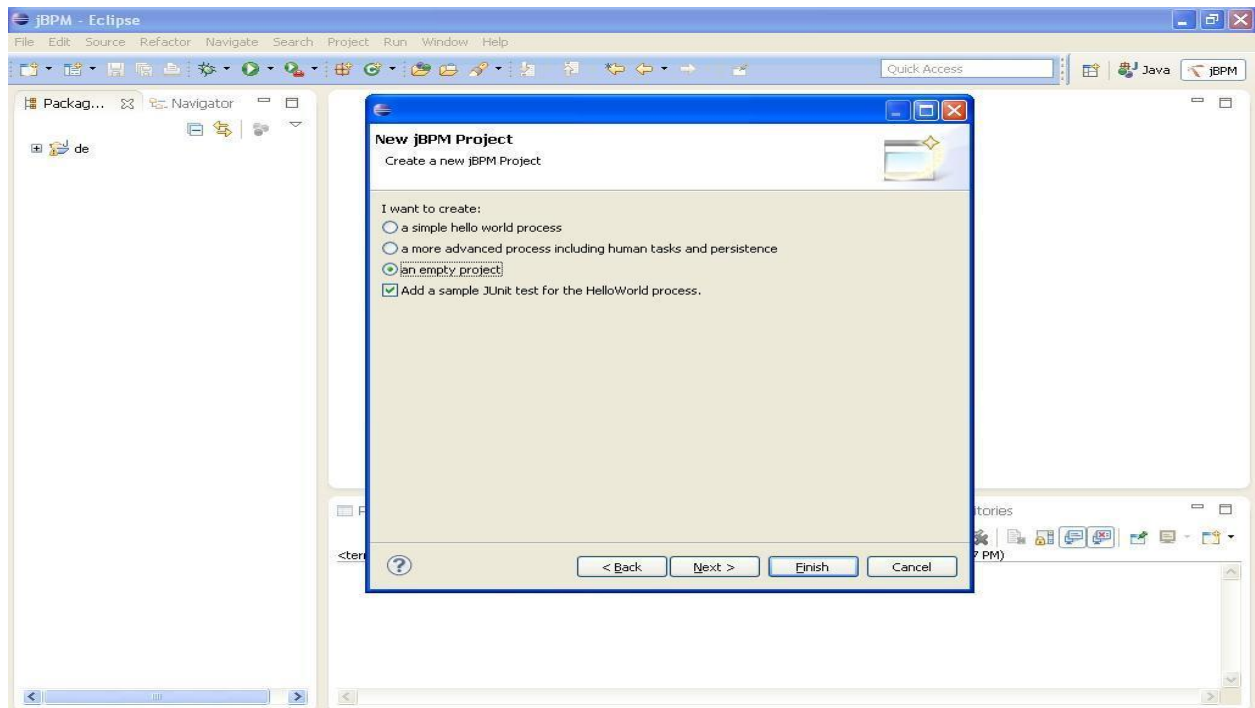 jBPM - Eclipse
File Edit Source Refactor Navigate Search Project Run Window Help
Quick Access
Java
jBPM
Packag...
Navigator
de
New jBPM Project
Create a new jBPM Project
I want to create:
a simple hello world process
a more advanced process including human tasks and persistence
an empty project
Add a sample JUnit test for the HelloWorld process.
? < Back Next > Finish Cancel
itories
<ter
7 PM)